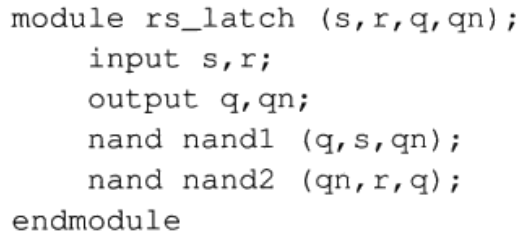 module rs_latch (s,r,q,qn);
    input s,r;
    output q,qn;
    nand nand1 (q,s,qn);
    nand nand2 (qn,r,q);
endmodule